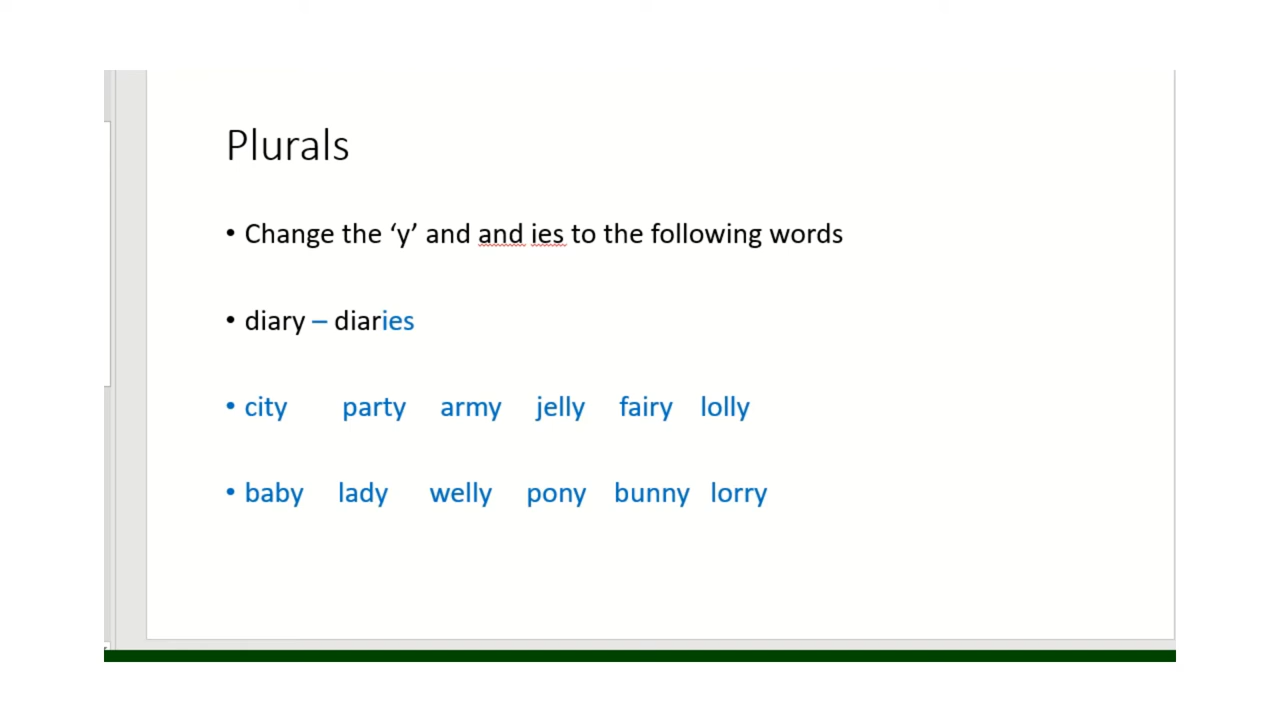 Plurals
• Change the ‘y’ and and ies to the following words
• diary – diaries
• city party army jelly fairy lolly
• baby lady welly pony bunny lorry